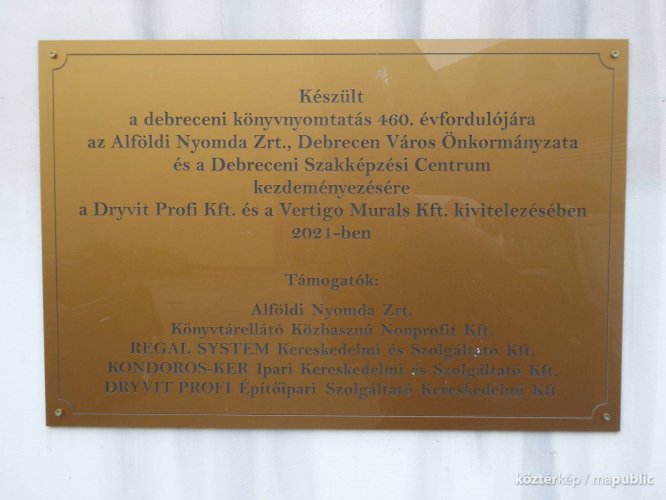 Készült
a debreceni könyvnyomtatás 460. évfordulójára
az Alföldi Nyomda Zrt., Debrecen Város Önkormányzata
és a Debreceni Szakképzési Centrum
kezdeményezésére
a Dryvit Profi Kft. és a Vertigo Murals Kft. kivitelezésében
2021-ben
Támogatók:
Alföldi Nyomda Zrt.
Könyvtárellátó Közhasznú Nonprofit Kft.
REGAL SYSTEM Kereskedelmi és Szolgáltató Kft.
KONDOROS-KER Ipari Kereskedelmi és Szolgáltató Kft.
DRYVIT PROFI Építőipari Szolgáltató Kereskedelmi Kft.
köztérkép / mapublic